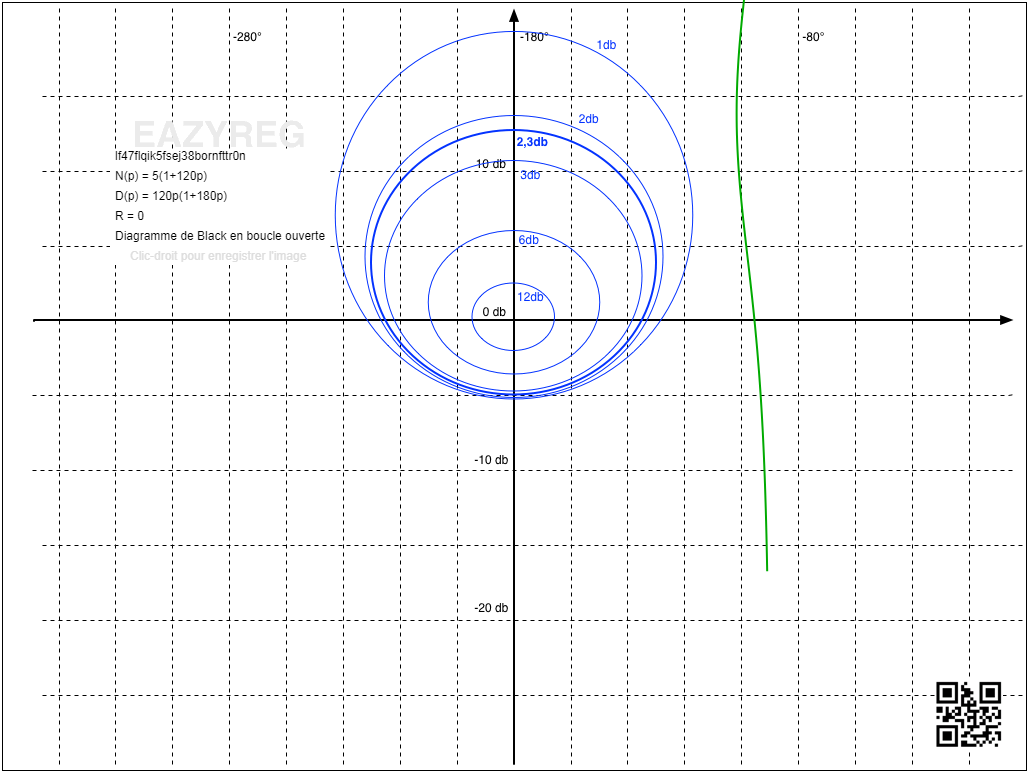 -280°
-180°
-80°
1db
2db
2,3db
EAZYREG
lf47flqik5fsej38bornfttr0n
10 db
3db
N(p) = 5(1+120p)
D(p) = 120p(1+180p)
R = 0
Diagramme de Black en boucle ouverte
6db
Clic-droit pour enregistrer l'image
12db
0 db
-10 db
-20 db